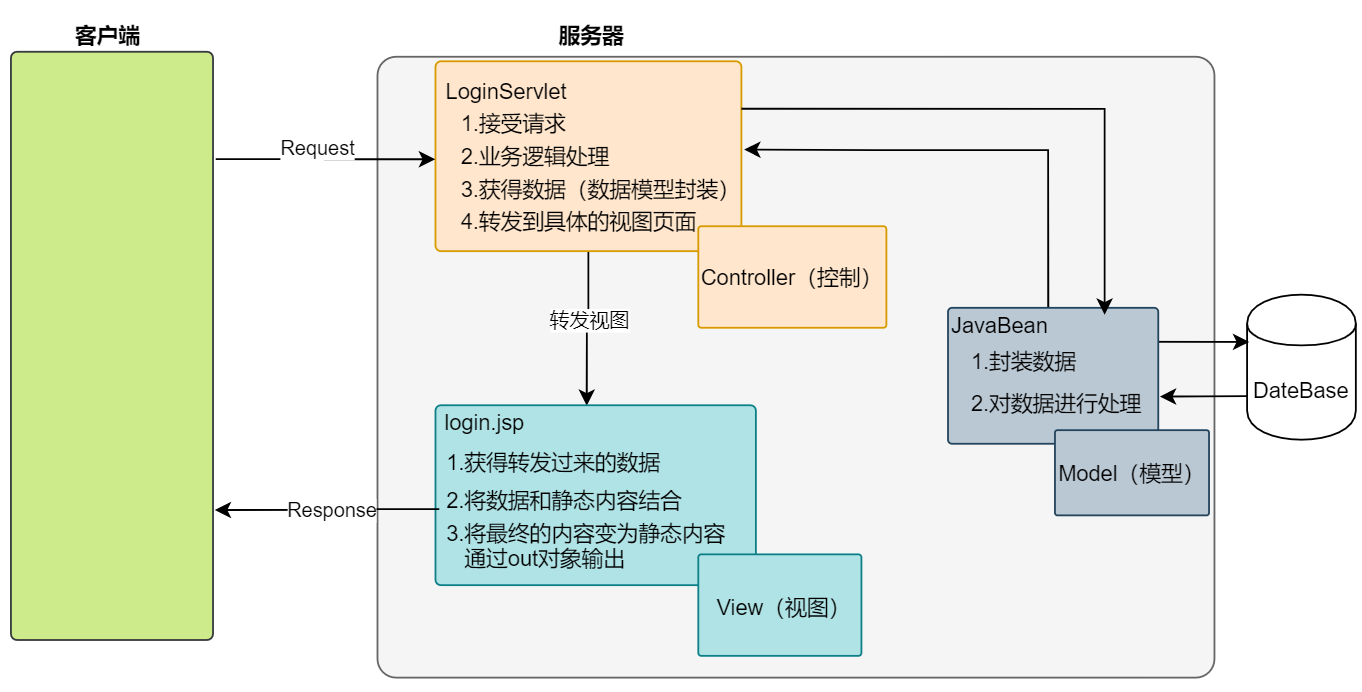 客户端
服务器
LoginServlet
1.接受请求
2.业务逻辑处理
3.获得数据（数据模型封装）
4.转发到具体的视图页面
Request
Controller（控制）
转发视图
JavaBean
1.封装数据
2.对数据进行处理
DateBase
Model（模型）
login.jsp
1.获得转发过来的数据
2.将数据和静态内容结合
3.将最终的内容变为静态内容
通过out对象输出
Response
View（视图）